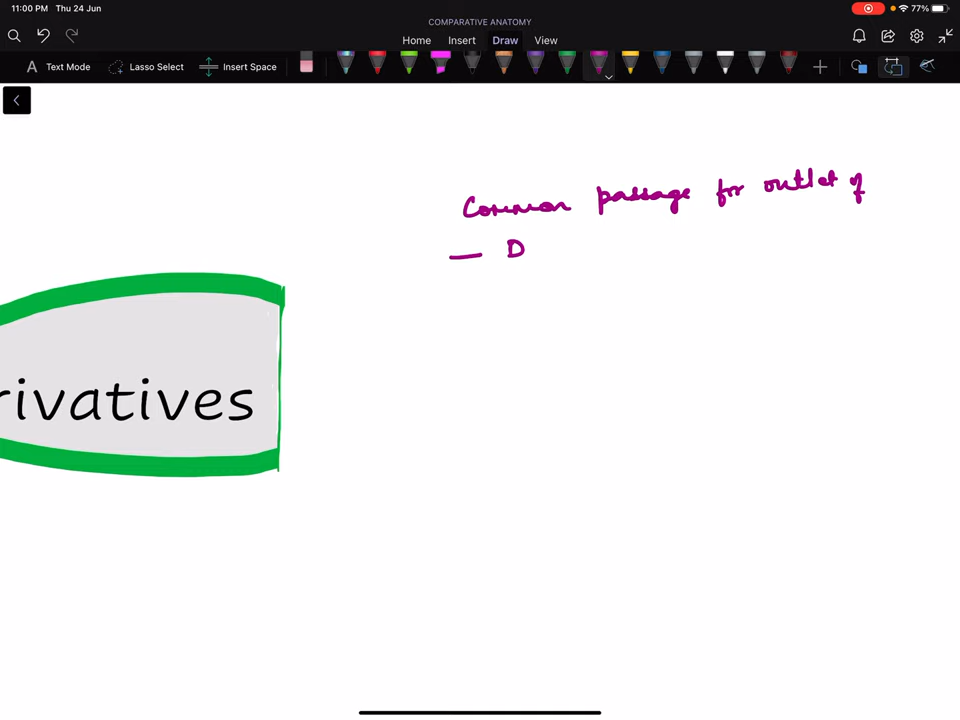 11:00 PM Thu 24 Jun
77%
COMPARATIVE ANATOMY
Home Insert Draw View
A Text Mode Lasso Select Insert Space
Common passage for outlet of
— D
rivatives